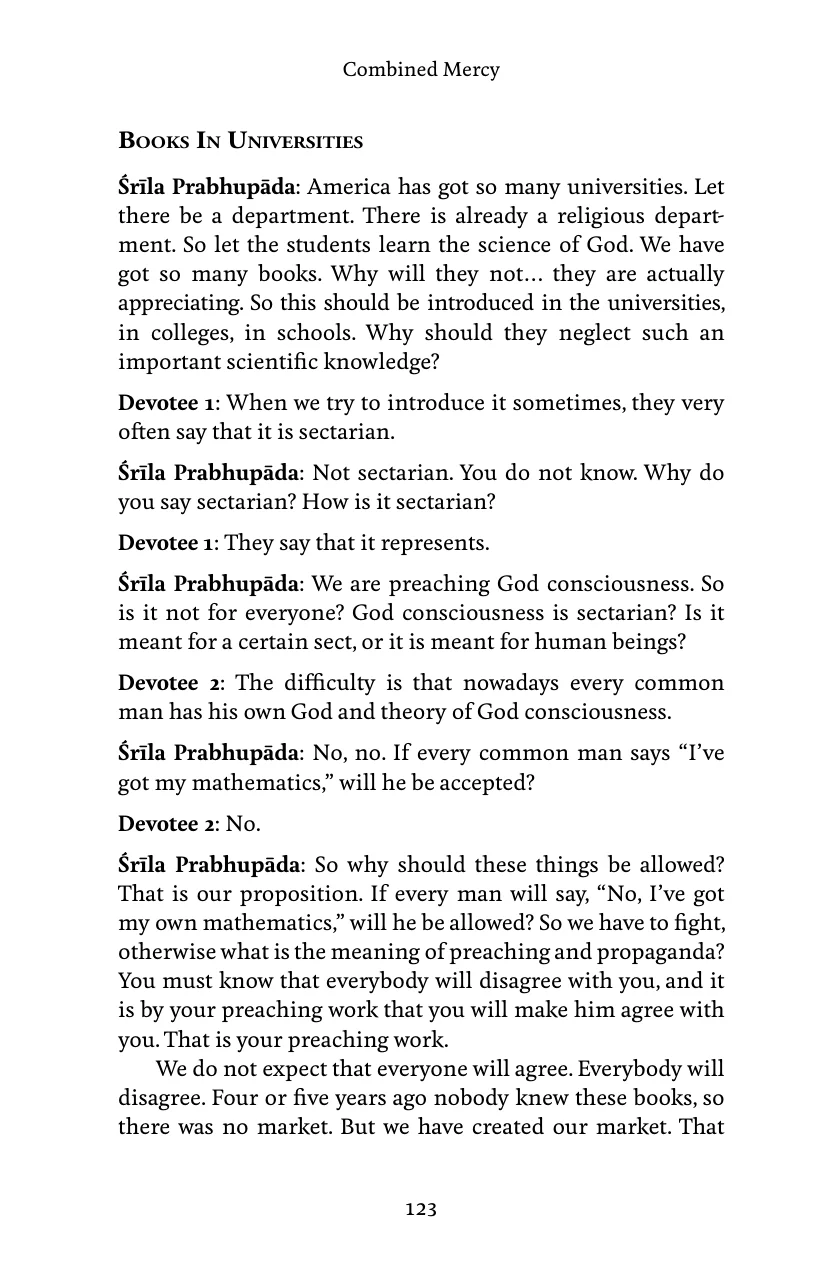 Combined Mercy
Books In Universities
Śrīla Prabhupāda: America has got so many universities. Let
there be a department. There is already a religious depart-
ment. So let the students learn the science of God. We have
got so many books. Why will they not… they are actually
appreciating. So this should be introduced in the universities,
in colleges, in schools. Why should they neglect such an
important scientific knowledge?
Devotee 1: When we try to introduce it sometimes, they very
often say that it is sectarian.
Śrīla Prabhupāda: Not sectarian. You do not know. Why do
you say sectarian? How is it sectarian?
Devotee 1: They say that it represents.
Śrīla Prabhupāda: We are preaching God consciousness. So
is it not for everyone? God consciousness is sectarian? Is it
meant for a certain sect, or it is meant for human beings?
Devotee 2: The difficulty is that nowadays every common
man has his own God and theory of God consciousness.
Śrīla Prabhupāda: No, no. If every common man says “I’ve
got my mathematics,” will he be accepted?
Devotee 2: No.
Śrīla Prabhupāda: So why should these things be allowed?
That is our proposition. If every man will say, “No, I’ve got
my own mathematics,” will he be allowed? So we have to fight,
otherwise what is the meaning of preaching and propaganda?
You must know that everybody will disagree with you, and it
is by your preaching work that you will make him agree with
you. That is your preaching work.
We do not expect that everyone will agree. Everybody will
disagree. Four or five years ago nobody knew these books, so
there was no market. But we have created our market. That
123